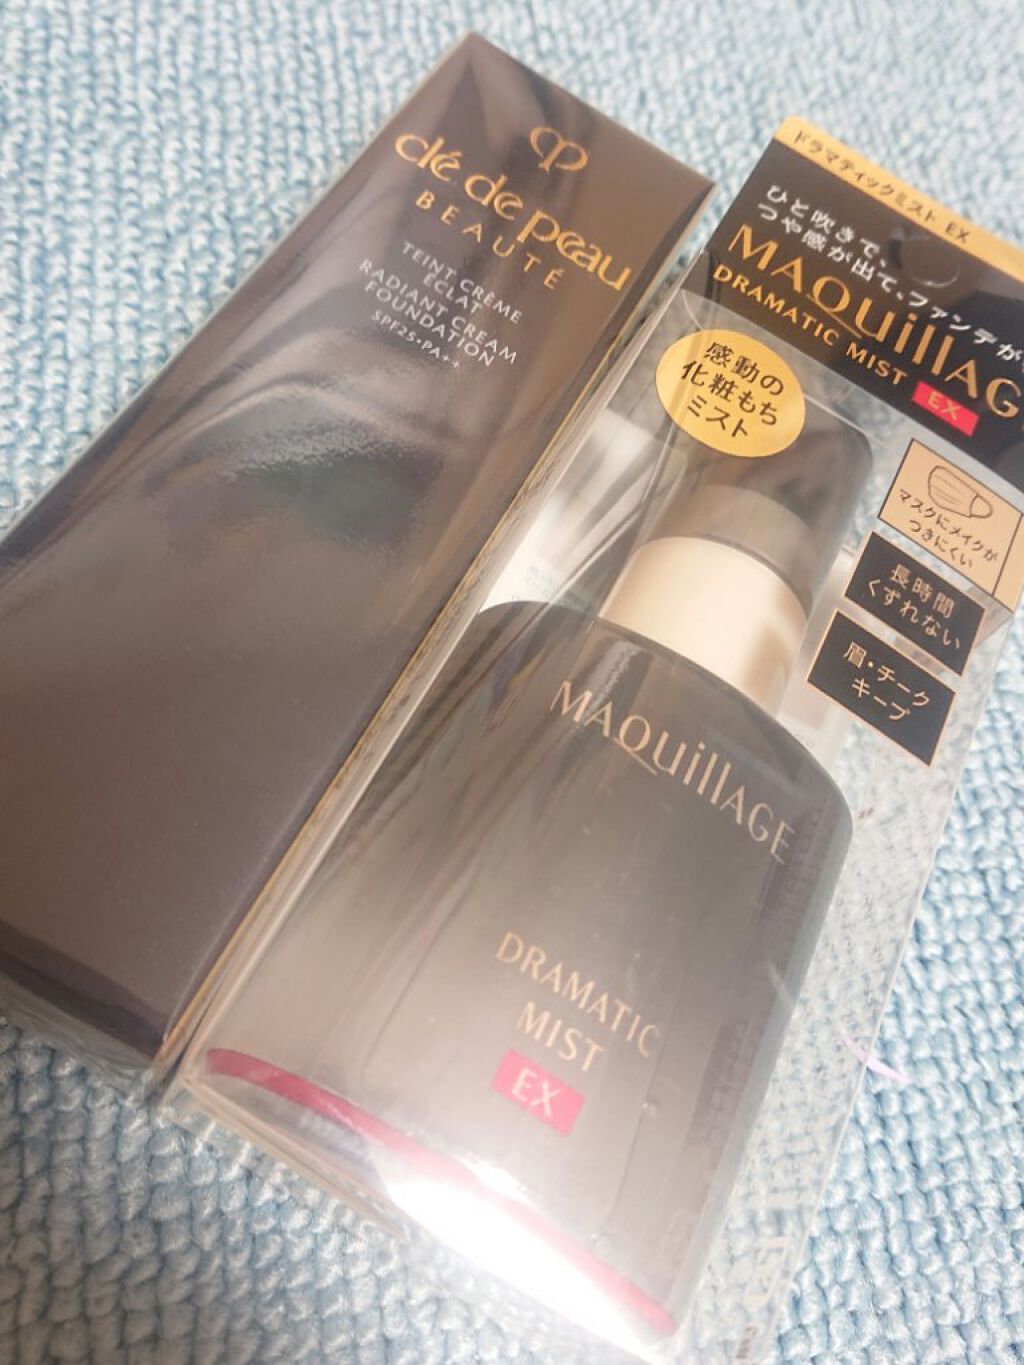 clé de peau
BEAUTÉ
TEINT CRÈME
ÉCLAT
RADIANT CREAM
FOUNDATION
SPF25・PA++
ドラマティックミスト EX
ひと吹きで、
つや感が出て、ファンデが
MAQuillAG
DRAMATIC MIST EX
感動の
化粧もち
ミスト
マスクにメイクが
つきにくい
長時間
くずれない
眉・チーク
キープ
MAQuillAGE
DRAMATIC
MIST
EX